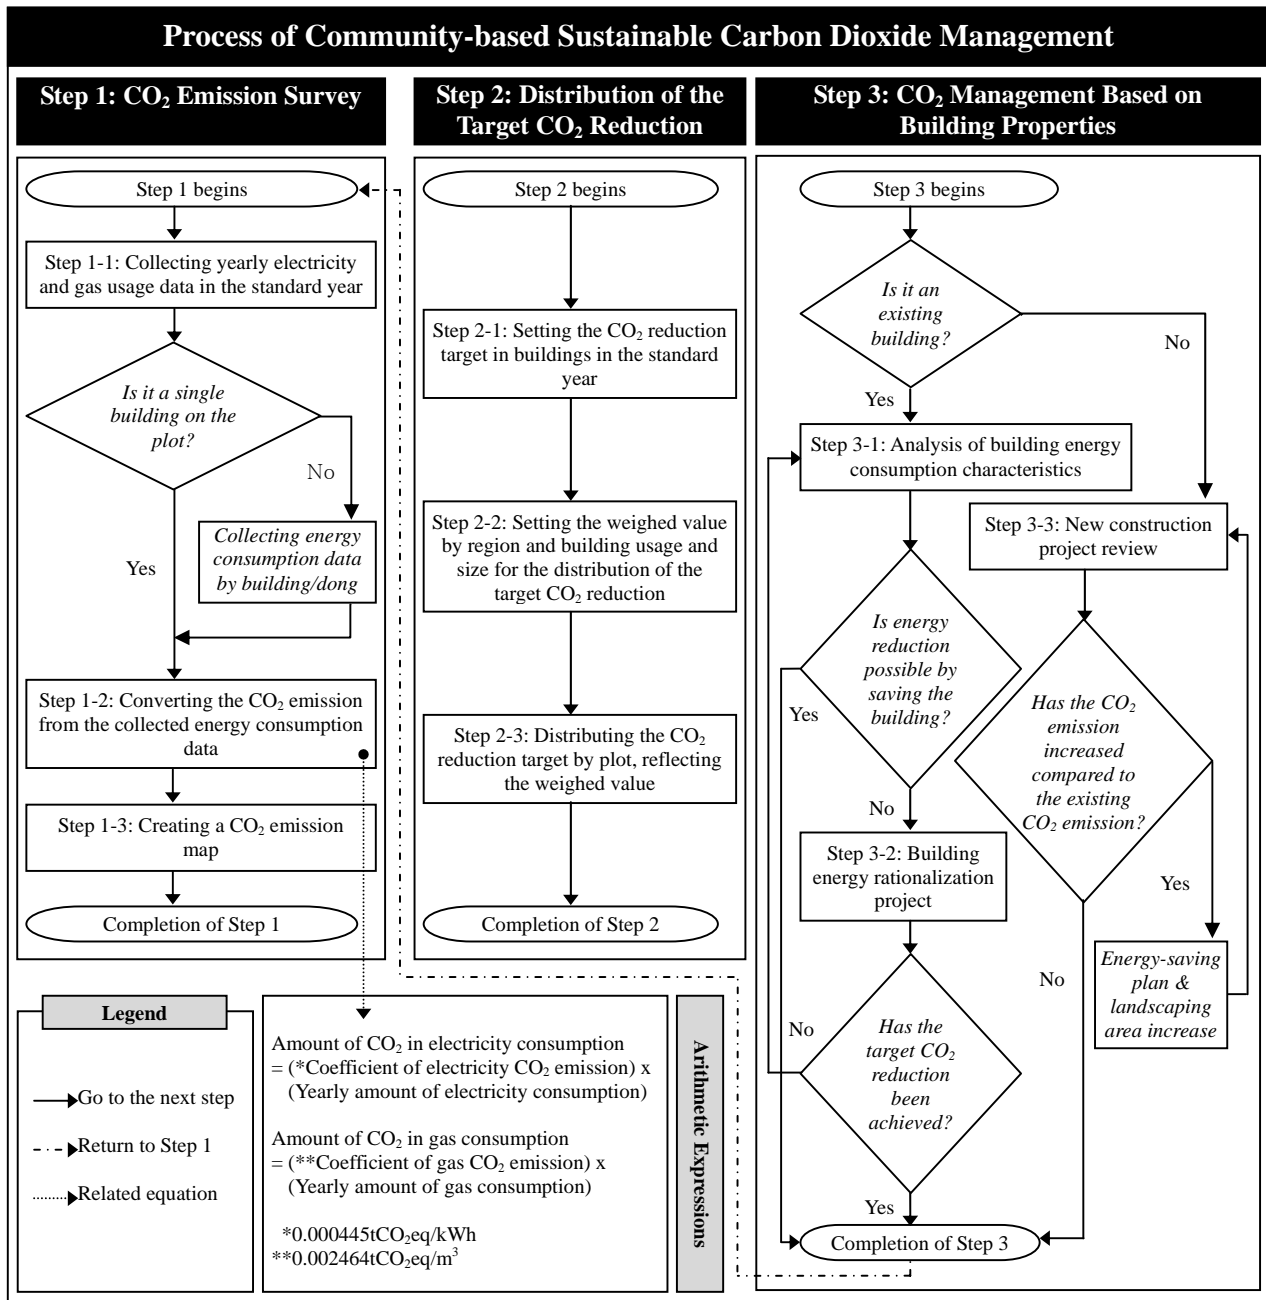 Process of Community-based Sustainable Carbon Dioxide Management
Step 1: CO₂ Emission Survey
Step 1 begins
Step 1-1: Collecting yearly electricity
and gas usage data in the standard year
Is it a single
building on the
plot?
No
Collecting energy
consumption data
by building/dong
Yes
Step 1-2: Converting the CO₂ emission
from the collected energy consumption
data
Step 1-3: Creating a CO₂ emission
map
Completion of Step 1
Step 2: Distribution of the
Target CO₂ Reduction
Step 2 begins
Step 2-1: Setting the CO₂ reduction
target in buildings in the standard
year
Step 2-2: Setting the weighed value
by region and building usage and
size for the distribution of the
target CO₂ reduction
Step 2-3: Distributing the CO₂
reduction target by plot, reflecting
the weighed value
Completion of Step 2
Step 3: CO₂ Management Based on
Building Properties
Step 3 begins
Is it an
existing
building?
No
Yes
Step 3-1: Analysis of building energy
consumption characteristics
Step 3-3: New construction
project review
Is energy
reduction
possible by
saving the
building?
Yes
Has the CO₂
emission
increased
compared to
the existing
CO₂ emission?
No
Step 3-2: Building
energy rationalization
project
Yes
Energy-saving
plan &
landscaping
area increase
No
No
Has the
target CO₂
reduction
been
achieved?
Yes
Completion of Step 3
Legend
Go to the next step
Return to Step 1
Related equation
Amount of CO₂ in electricity consumption
= (*Coefficient of electricity CO₂ emission) x
(Yearly amount of electricity consumption)
Amount of CO₂ in gas consumption
= (**Coefficient of gas CO₂ emission) x
(Yearly amount of gas consumption)
*0.000445tCO₂eq/kWh
**0.002464tCO₂eq/m³
Arithmetic Expressions